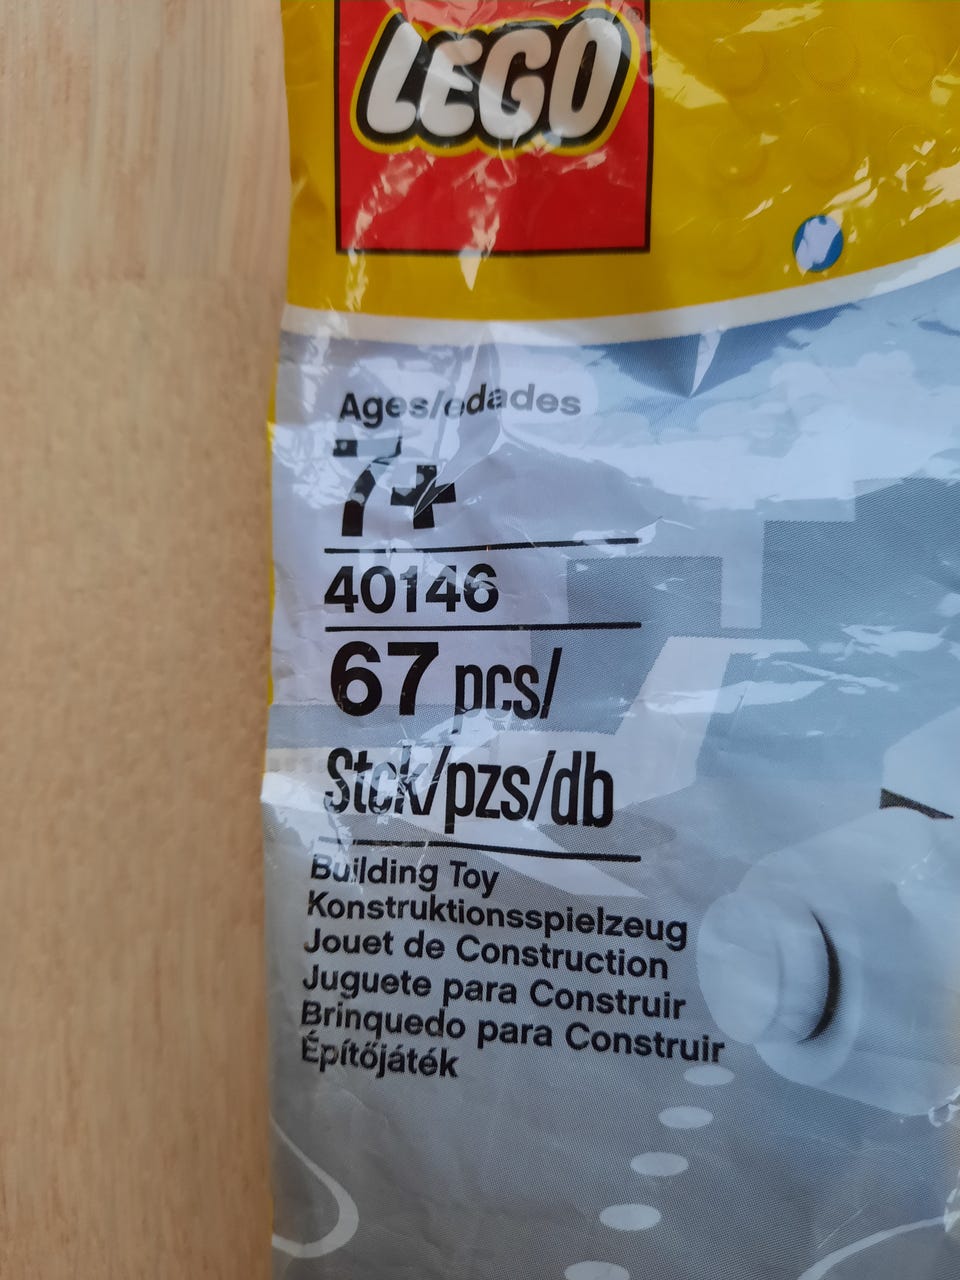 LEGO
Ages/edades
7+
40146
67 pcs/
Stck/pzs/db
Building Toy
Konstruktionsspielzeug
Jouet de Construction
Juguete para Construir
Brinquedo para Construir
Építőjáték